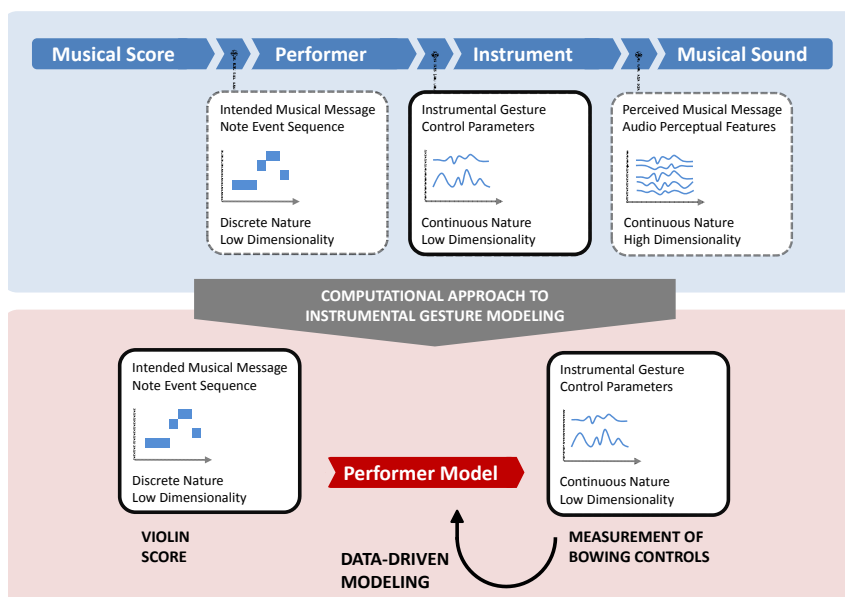 Musical Score
Performer
Instrument
Musical Sound
Intended Musical Message
Note Event Sequence
Discrete Nature
Low Dimensionality
Instrumental Gesture
Control Parameters
Continuous Nature
Low Dimensionality
Perceived Musical Message
Audio Perceptual Features
Continuous Nature
High Dimensionality
COMPUTATIONAL APPROACH TO
INSTRUMENTAL GESTURE MODELING
Intended Musical Message
Note Event Sequence
Discrete Nature
Low Dimensionality
Performer Model
Instrumental Gesture
Control Parameters
Continuous Nature
Low Dimensionality
VIOLIN
SCORE
DATA-DRIVEN
MODELING
MEASUREMENT OF
BOWING CONTROLS